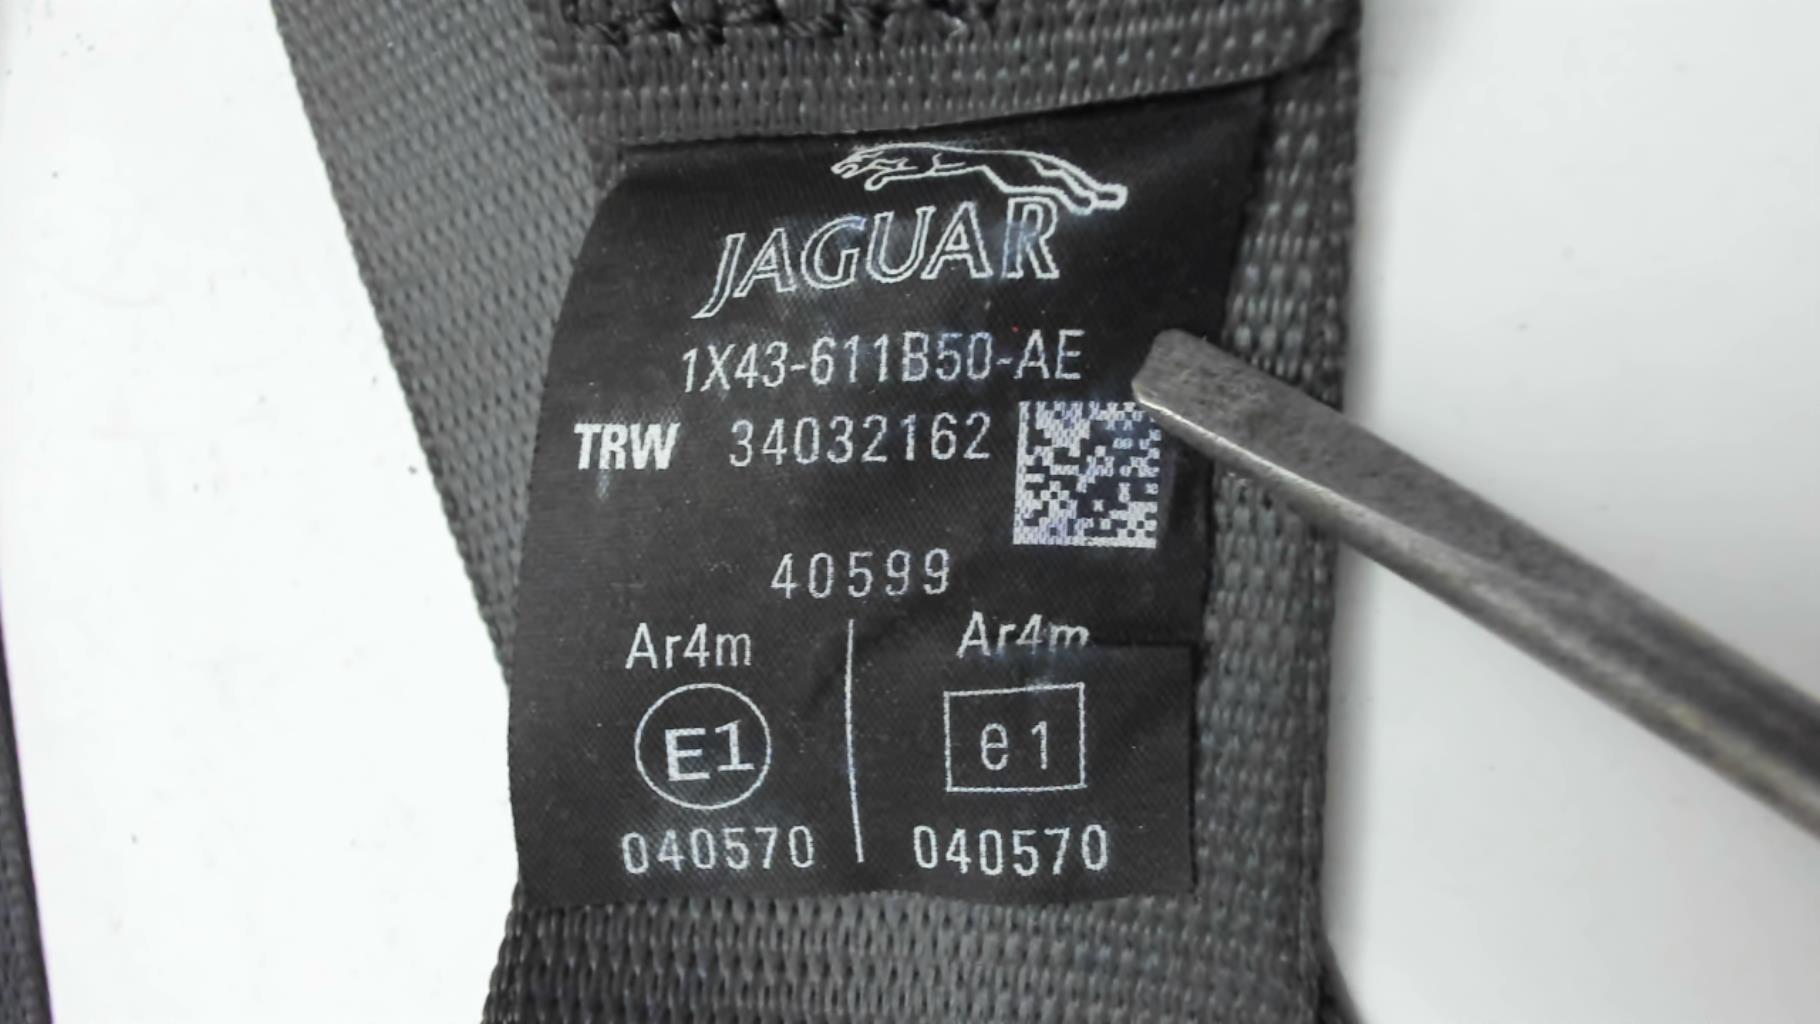 JAGUAR
1X43-611B50-AE
TRW 34032162
40599
Ar4m Ar4m
E1 e1
040570 040570